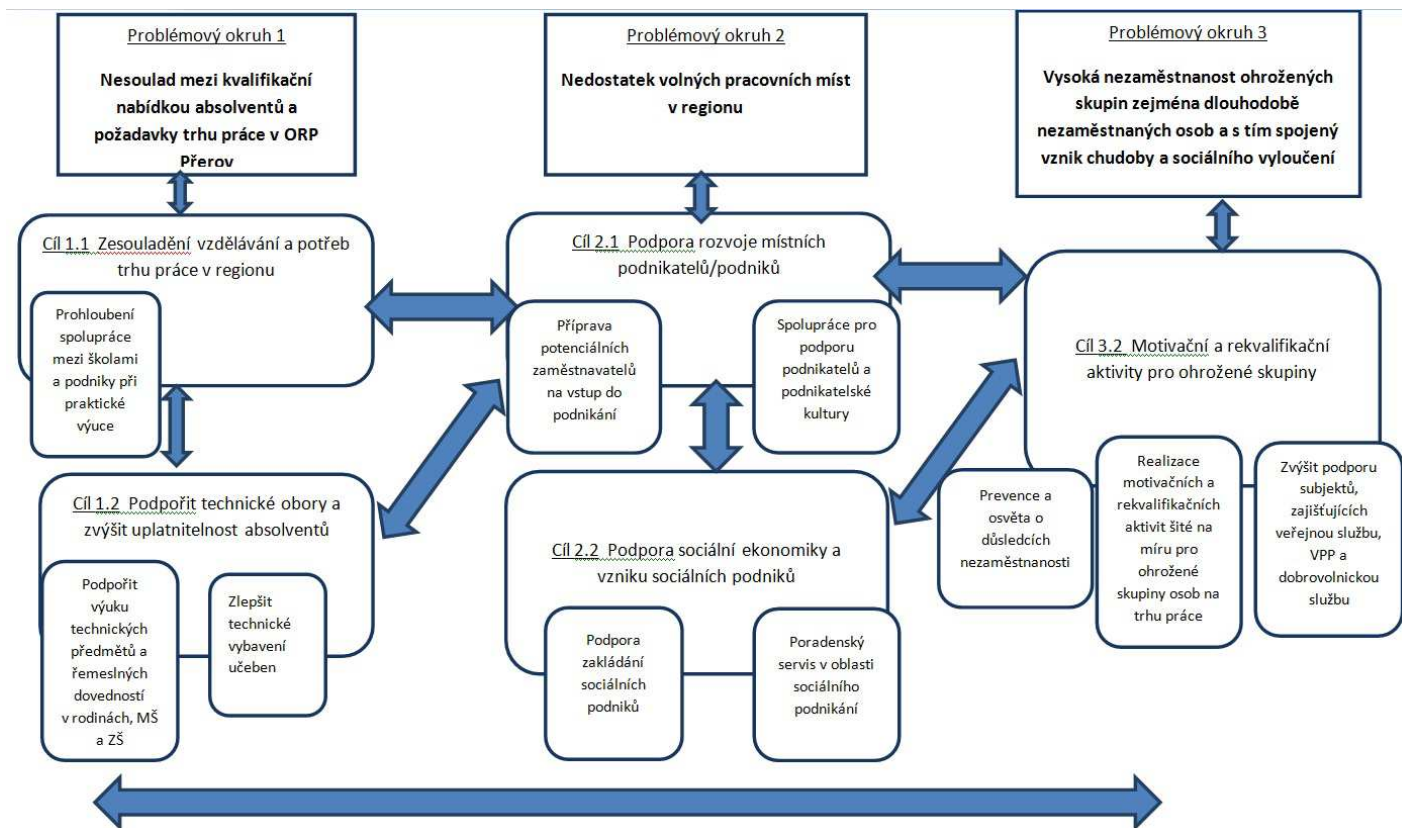 Problémový okruh 1
Nesoulad mezi kvalifikační
nabídkou absolventů a
požadavky trhu práce v ORP
Přerov
Problémový okruh 2
Nedostatek volných pracovních míst
v regionu
Problémový okruh 3
Vysoká nezaměstnanost ohrožených
skupin zejména dlouhodobě
nezaměstnaných osob a s tím spojený
vznik chudoby a sociálního vyloučení
Cíl 1.1 Zesouladění vzdělávání a potřeb
trhu práce v regionu
Prohloubení
spolupráce
mezi školami
a podniky při
praktické
výuce
Cíl 2.1 Podpora rozvoje místních
podnikatelů/podniků
Příprava
potenciálních
zaměstnavatelů
na vstup do
podnikání
Spolupráce pro
podporu
podnikatelů a
podnikatelské
kultury
Cíl 3.2 Motivační a rekvalifikační
aktivity pro ohrožené skupiny
Prevence a
osvěta o
důsledcích
nezaměstnanosti
Realizace
motivačních a
rekvalifikačních
aktivit šité na
míru pro
ohrožené
skupiny osob na
trhu práce
Zvýšit podporu
subjektů,
zajišťujících
veřejnou službu,
VPP a
dobrovolnickou
službu
Cíl 1.2 Podpořit technické obory a
zvýšit uplatnitelnost absolventů
Podpořit
výuku
technických
předmětů a
řemeslných
dovedností
v rodinách, MŠ
a ZŠ
Zlepšit
technické
vybavení
učeben
Cíl 2.2 Podpora sociální ekonomiky a
vzniku sociálních podniků
Podpora
zakládání
sociálních
podniků
Poradenský
servis v oblasti
sociálního
podnikání